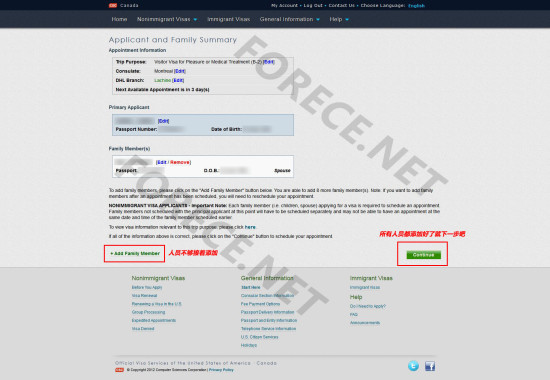 Canada
My Account • Log Out • Contact Us • Choose Language: English
Home Nonimmigrant Visas Immigrant Visas General Information Help
Applicant and Family Summary
Appointment Information
Trip Purpose: Visitor Visa for Pleasure or Medical Treatment (B-2) [Edit]
Consulate: Montreal [Edit]
DHL Branch: Lachine [Edit]
Next Available Appointment is in 3 day(s)
Primary Applicant
[Edit]
Passport Number: Date of Birth:
Family Member(s)
[Edit / Remove]
Passport: D.O.B.: Spouse
To add family members, please click on the "Add Family Member" button below. You are able to add 6 more family member(s). Note: if you want to add family
members after an appointment has been scheduled, you will need to reschedule your appointment.
NONIMMIGRANT VISA APPLICANTS - Important Note: Each family member (i.e. children, spouse) applying for a visa is required to schedule an appointment.
Family members not scheduled with the principal applicant at this point will have to be scheduled separately and may not be able to have an appointment at the
same date and time of the family member scheduled earlier.
To view visa information relevant to this trip purpose, please click here.
If all of the information above is correct, please click on the "Continue" button to schedule your appointment.
所有人员都添加好了就下一步吧
+ Add Family Member 人员不够接着添加 Continue
Nonimmigrant Visas General Information Immigrant Visas
Before You Apply Start Here Immigrant Visas
Visa Renewal Consular Section Information Help
Renewing a Visa in the U.S. Fee Payment Options Do I Need to Apply?
Group Processing Passport Delivery Information FAQ
Expedited Appointments Passport and Entry Information Announcements
Visa Denied Telephone Service Information
U.S. Citizen Services
Holidays
Official Visa Services of the United States of America - Canada.
CSC © Copyright 2012 Computer Sciences Corporation | Privacy Policy
FORECE.NET
FORECE.NET